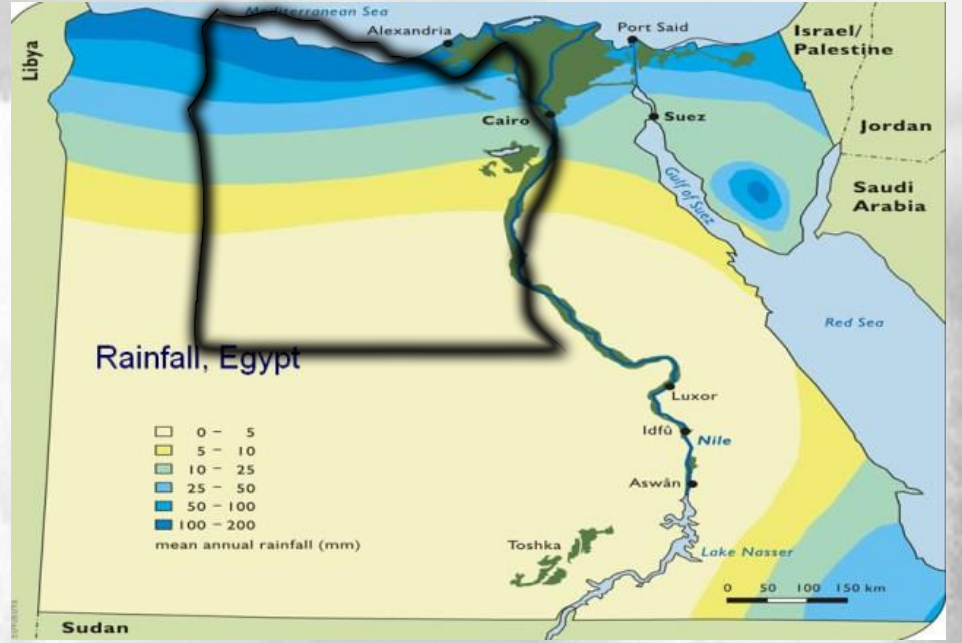 Mediterranean Sea
Alexandria
Port Said
Israel/
Palestine
Libya
Cairo
Suez
Jordan
Gulf of Suez
Saudi
Arabia
Red Sea
Rainfall, Egypt
Luxor
Idfû
Nile
Aswân
0 - 5
5 - 10
10 - 25
25 - 50
50 - 100
100 - 200
mean annual rainfall (mm)
Toshka
Lake Nasser
0 50 100 150 km
Sudan